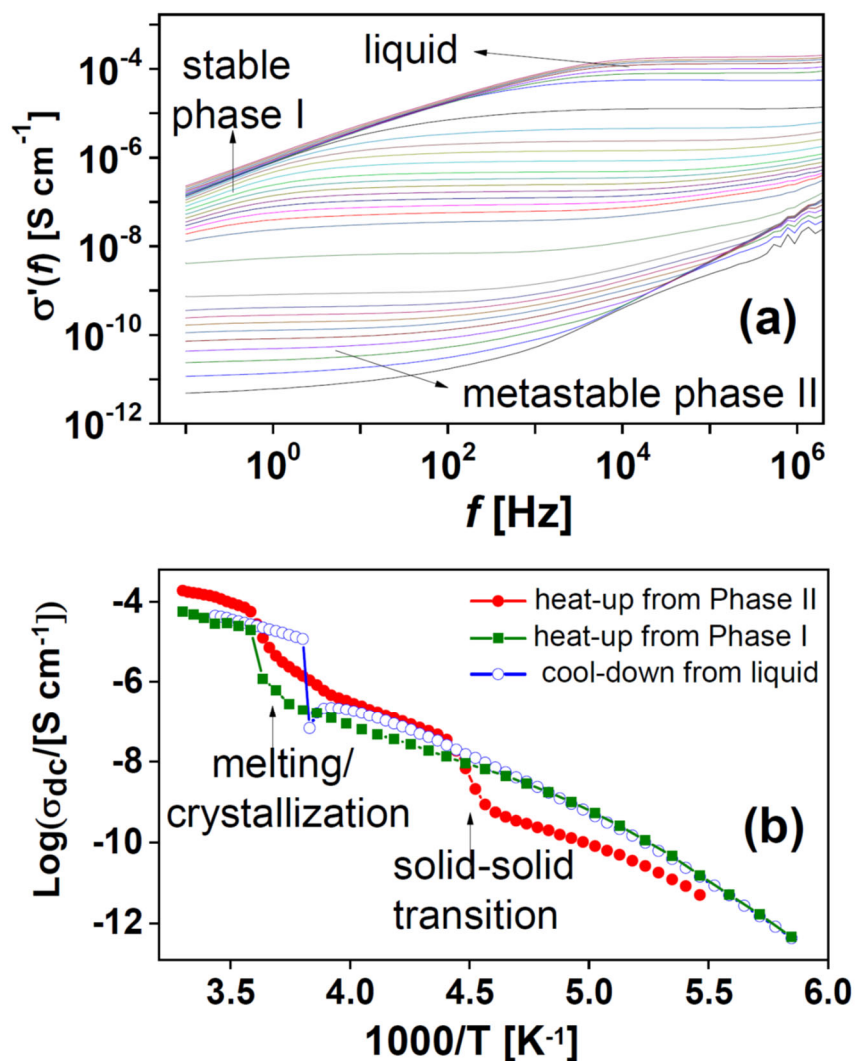 10⁻⁴
10⁻⁶
10⁻⁸
10⁻¹⁰
10⁻¹²
σ'(f) [S cm⁻¹]
liquid
stable
phase I
(a)
metastable phase II
10⁰ 10² 10⁴ 10⁶
f [Hz]
-4
-6
-8
-10
-12
Log(σdc/[S cm⁻¹])
heat-up from Phase II
heat-up from Phase I
cool-down from liquid
melting/
crystallization
solid-solid
transition
(b)
3.5 4.0 4.5 5.0 5.5 6.0
1000/T [K⁻¹]